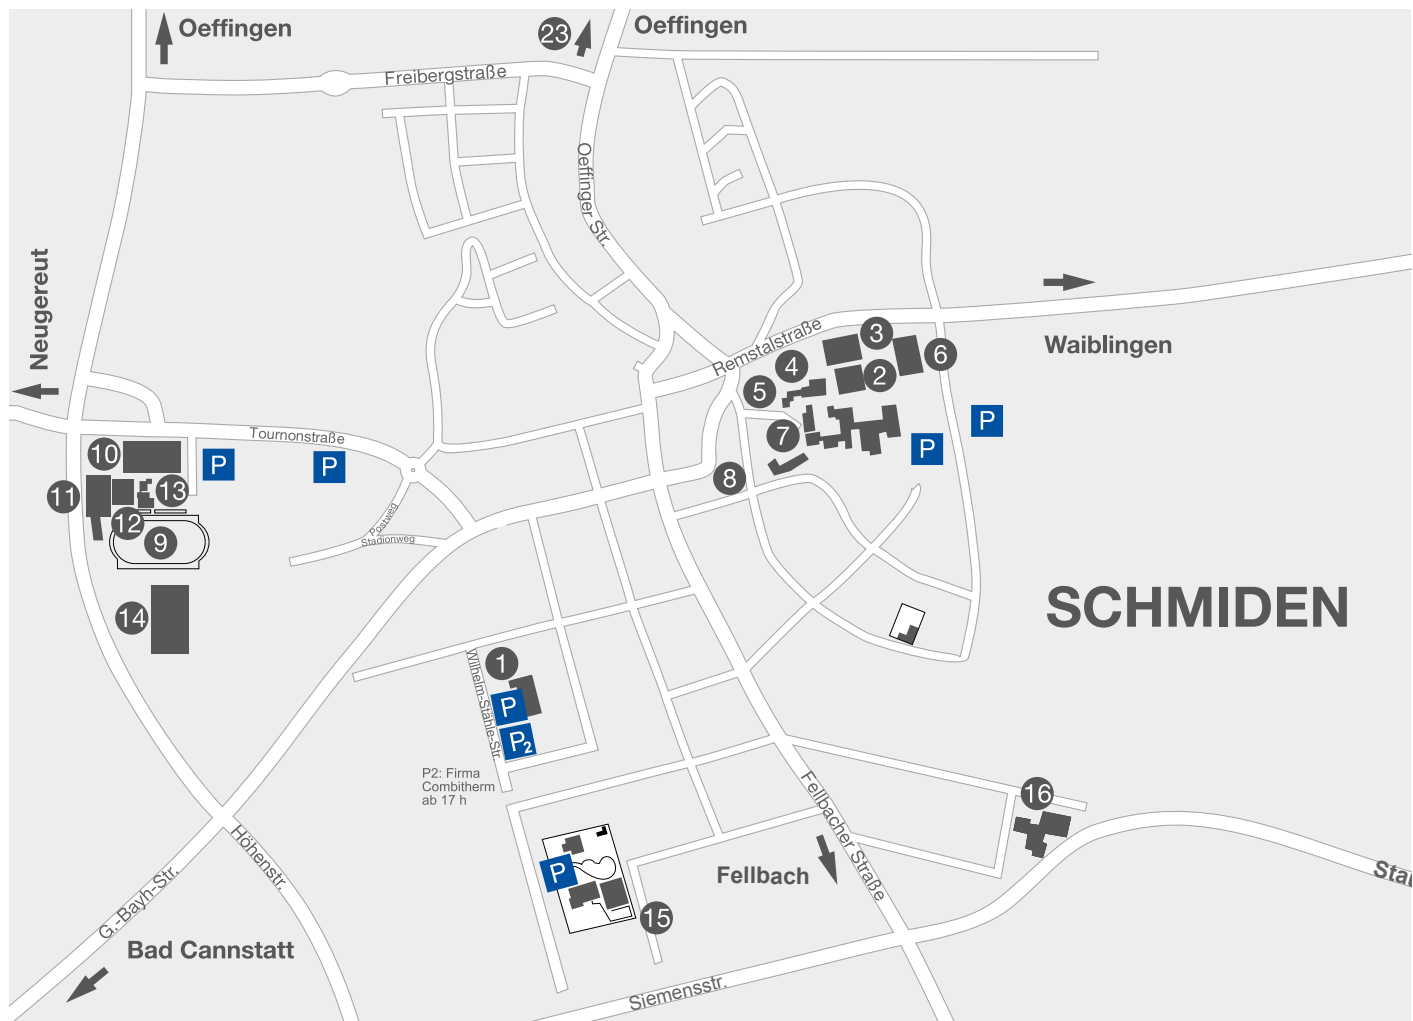 Oeffingen
23
Oeffingen
Freibergstraße
Oeffinger Str.
Neugereut
Remstalstraße
Waiblingen
3
6
4
2
5
7
8
P
P
Tournonstraße
10
P
P
11
13
12
9
14
Postweg
Stadionweg
SCHMIDEN
1
P
P2
Wilhelm-Stähle-Str.
P2: Firma
Combitherm
ab 17 h
16
Fellbacher Straße
Fellbach
P
15
Höhenstr.
G.-Bayh-Str.
Bad Cannstatt
Siemensstr.